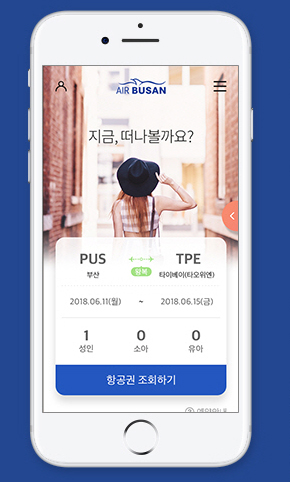 AIR BUSAN
지금, 떠나볼까요?
PUS TPE
부산 왕복 타이베이(타오위엔)
2018.06.11(월) ~ 2018.06.15(금)
1 0 0
성인 소아 유아
항공권 조회하기